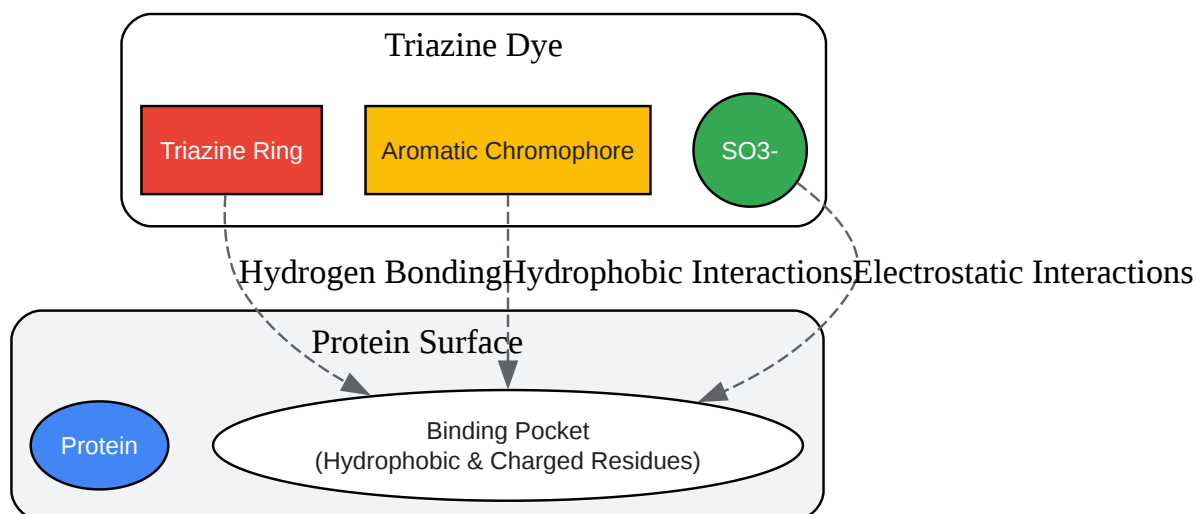 Triazine Dye
Triazine Ring
Aromatic Chromophore
SO3-
Hydrogen Bonding
Hydrophobic Interactions
Electrostatic Interactions
Protein Surface
Protein
Binding Pocket
(Hydrophobic & Charged Residues)